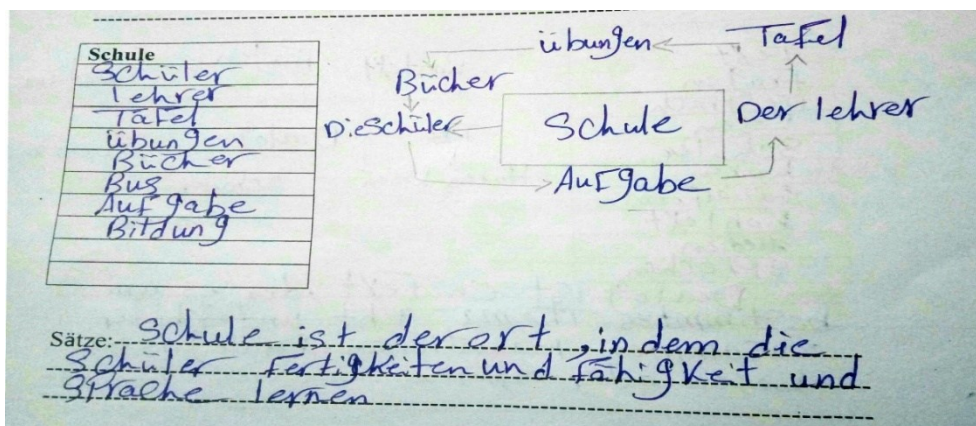 Schule
Schüler
lehrer
Tafel
übungen
Bücher
Bus
Aufgabe
Bildung
übungen Tafel
Bücher
Die schüler Schule Der lehrer
Aufgabe
Sätze: Schule ist der ort, in dem die
Schüler Fertigkeiten und Fähigkeit und
Sprache lernen